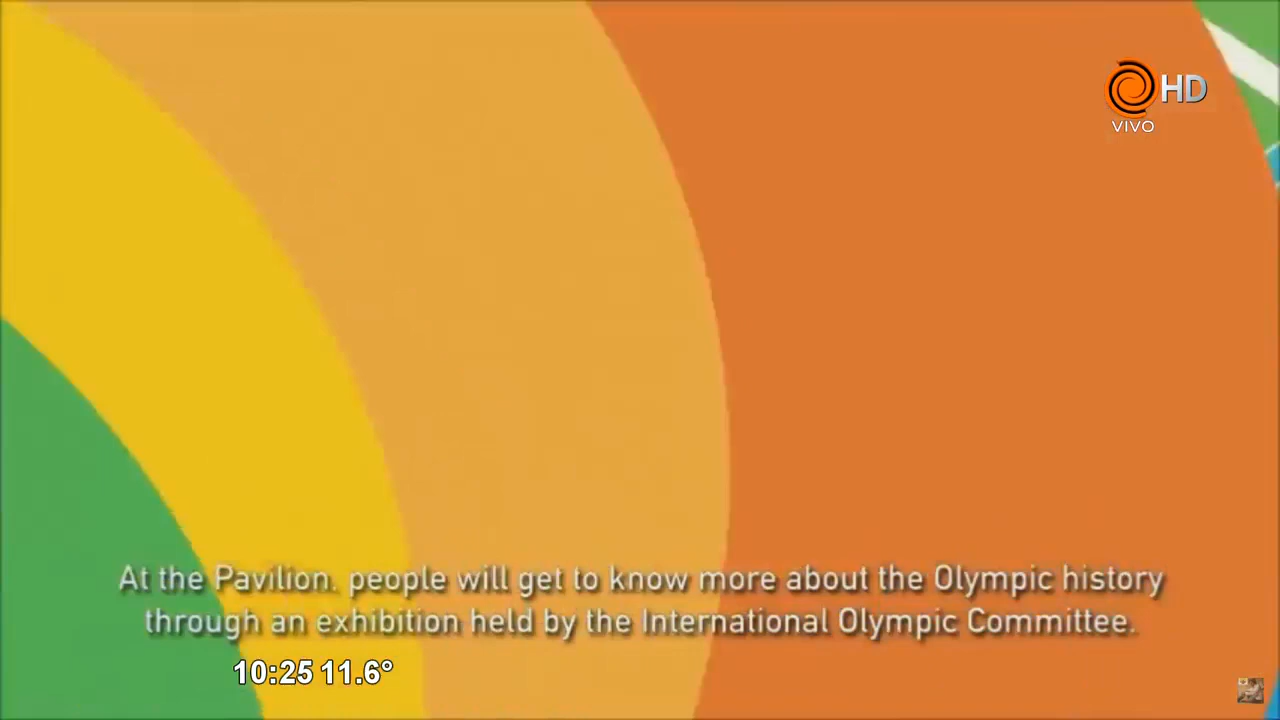 HD
VIVO
At the Pavilion, people will get to know more about the Olympic history
through an exhibition held by the International Olympic Committee.
10:25 11.6°